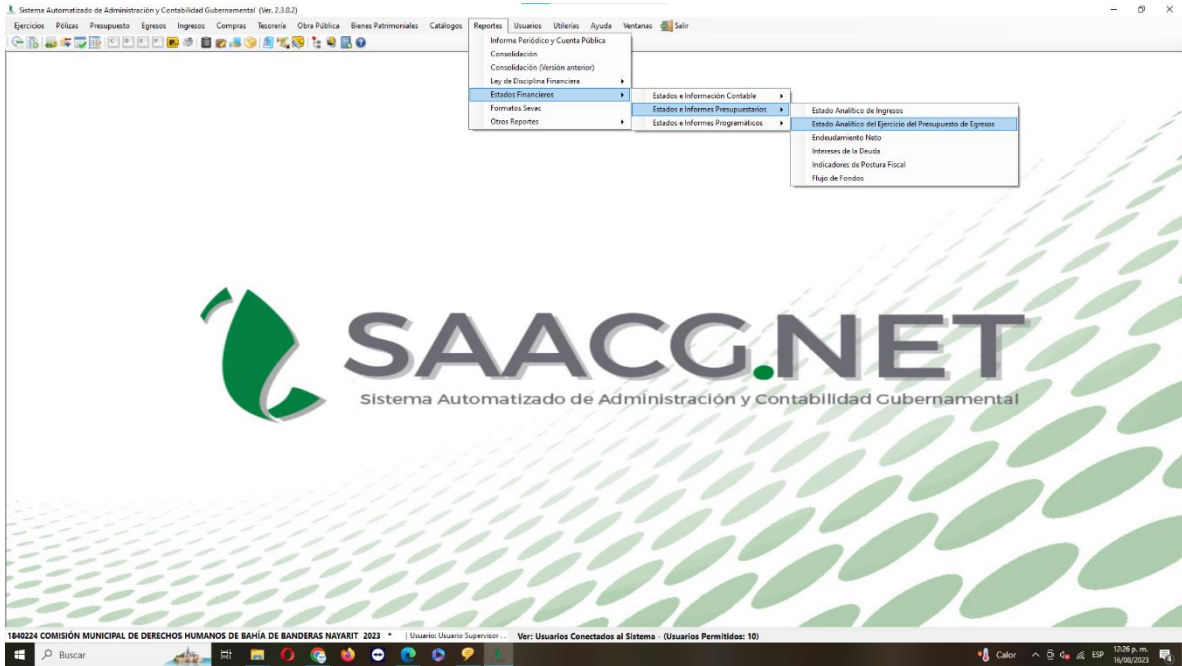 Sistema Automatizado de Administración y Contabilidad Gubernamental (Ver. 2.3.0.2)
Ejercicios Pólizas Presupuesto Egresos Ingresos Compras Tesorería Obra Pública Bienes Patrimoniales Catálogos Reportes Usuarios Utilerías Ayuda Ventanas Salir
Informe Periódico y Cuenta Pública
Consolidación
Consolidación (Versión anterior)
Ley de Disciplina Financiera
Estados Financieros
Formatos Sevac
Otros Reportes
Estados e Información Contable
Estados e Informes Presupuestarios
Estados e Informes Programáticos
Estado Analítico de Ingresos
Estado Analítico del Ejercicio del Presupuesto de Egresos
Endeudamiento Neto
Intereses de la Deuda
Indicadores de Postura Fiscal
Flujo de Fondos
SAACG.NET
Sistema Automatizado de Administración y Contabilidad Gubernamental
1840224 COMISIÓN MUNICIPAL DE DERECHOS HUMANOS DE BAHÍA DE BANDERAS NAYARIT 2023 * | Usuario: Usuario Supervisor . . Ver: Usuarios Conectados al Sistema - (Usuarios Permitidos: 10)
Buscar
Calor ESP 12:26 p. m.
16/08/2023